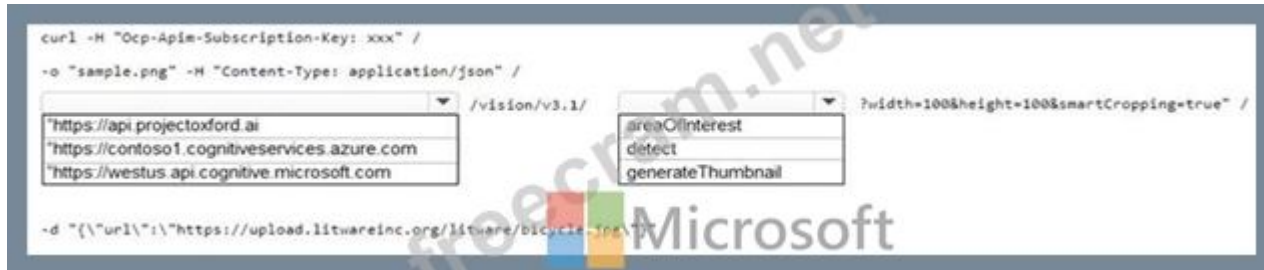 curl -H "Ocp-Apim-Subscription-Key: xxx" /
-o "sample.png" -H "Content-Type: application/json" /
/vision/v3.1/ ?width=100&height=100&smartCropping=true" /
"https://api.projectoxford.ai
"https://contoso1.cognitiveservices.azure.com
"https://westus.api.cognitive.microsoft.com
areaOfInterest
detect
generateThumbnail
-d "{\"url\":\"https://upload.litwareinc.org/litware/bicycle.jpg\"}"
Microsoft
freecram.net